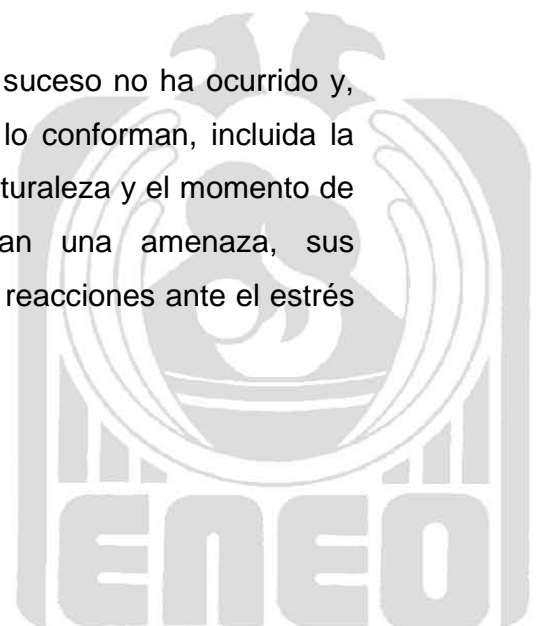 suceso no ha ocurrido y,
lo conforman, incluida la
turaleza y el momento de
an una amenaza, sus
reacciones ante el estrés
ENEO